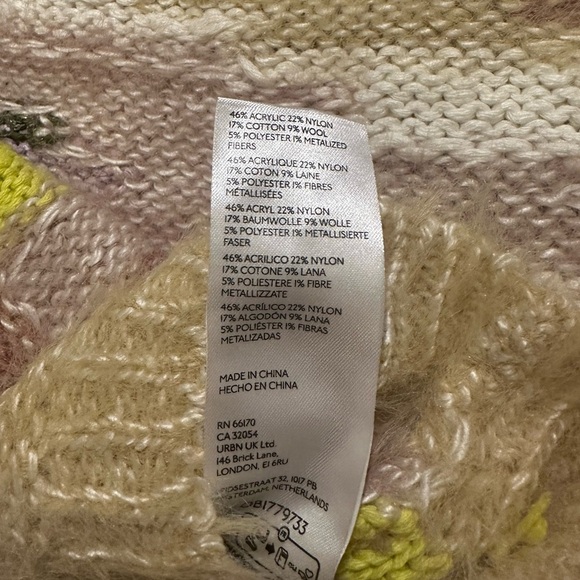 46% ACRYLIC 22% NYLON
17% COTTON 9% WOOL
5% POLYESTER 1% METALIZED
FIBERS
46% ACRYLIQUE 22% NYLON
17% COTON 9% LAINE
5% POLYESTER 1% FIBRES
MÉTALLISÉES
46% ACRYL 22% NYLON
17% BAUMWOLLE 9% WOLLE
5% POLYESTER 1% METALLISIERTE
FASER
46% ACRILICO 22% NYLON
17% COTONE 9% LANA
5% POLIESTERE 1% FIBRE
METALLIZZATE
46% ACRÍLICO 22% NYLON
17% ALGODÓN 9% LANA
5% POLIÉSTER 1% FIBRAS
METALIZADAS
MADE IN CHINA
HECHO EN CHINA
RN 66170
CA 32054
URBN UK Ltd.
146 Brick Lane,
LONDON, E1 6RU
32, 1017 PB
NETHERLANDS